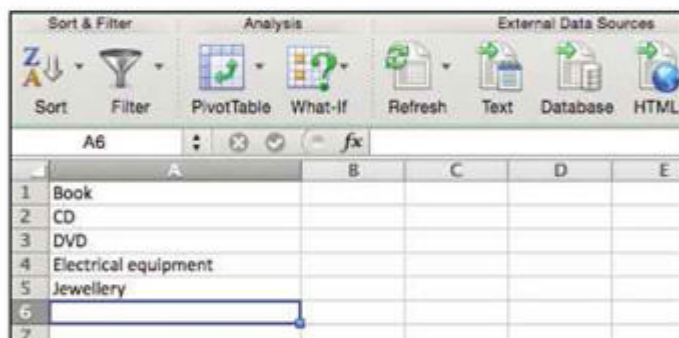 Sort & Filter Analysis External Data Sources
Sort Filter PivotTable What-If Refresh Text Database HTML
A6 fx
A B C D E
1 Book
2 CD
3 DVD
4 Electrical equipment
5 Jewellery
6
7